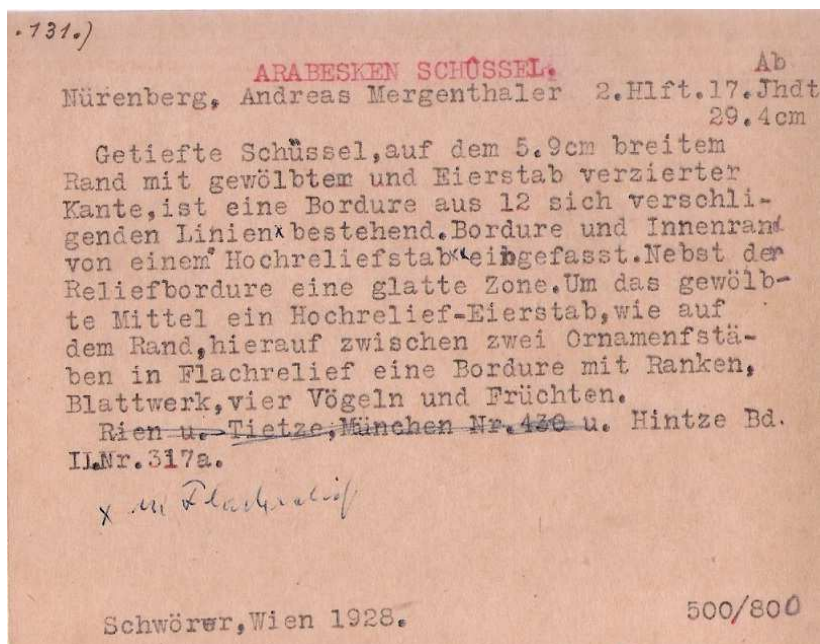 .131.)
ARABESKEN SCHÜSSEL.
Ab
Nürenberg, Andreas Mergenthaler 2.Hlft.17.Jhdt
29.4cm
Getiefte Schüssel,auf dem 5.9cm breitem
Rand mit gewölbtem und Eierstab verzierter
Kante,ist eine Bordure aus 12 sich verschli-
genden Linien x bestehend.Bordure und Innenrand
von einem Hochreliefstab xx eingefasst.Nebst der
Reliefbordure eine glatte Zone.Um das gewölb-
te Mittel ein Hochrelief-Eierstab,wie auf
dem Rand,hierauf zwischen zwei Ornamenfstä-
ben in Flachrelief eine Bordure mit Ranken,
Blattwerk,vier Vögeln und Früchten.
Rien u. Tietze,München Nr.430 u. Hintze Bd.
II.Nr.317a.
x in Flachrelief
Schwörer,Wien 1928.
500/800